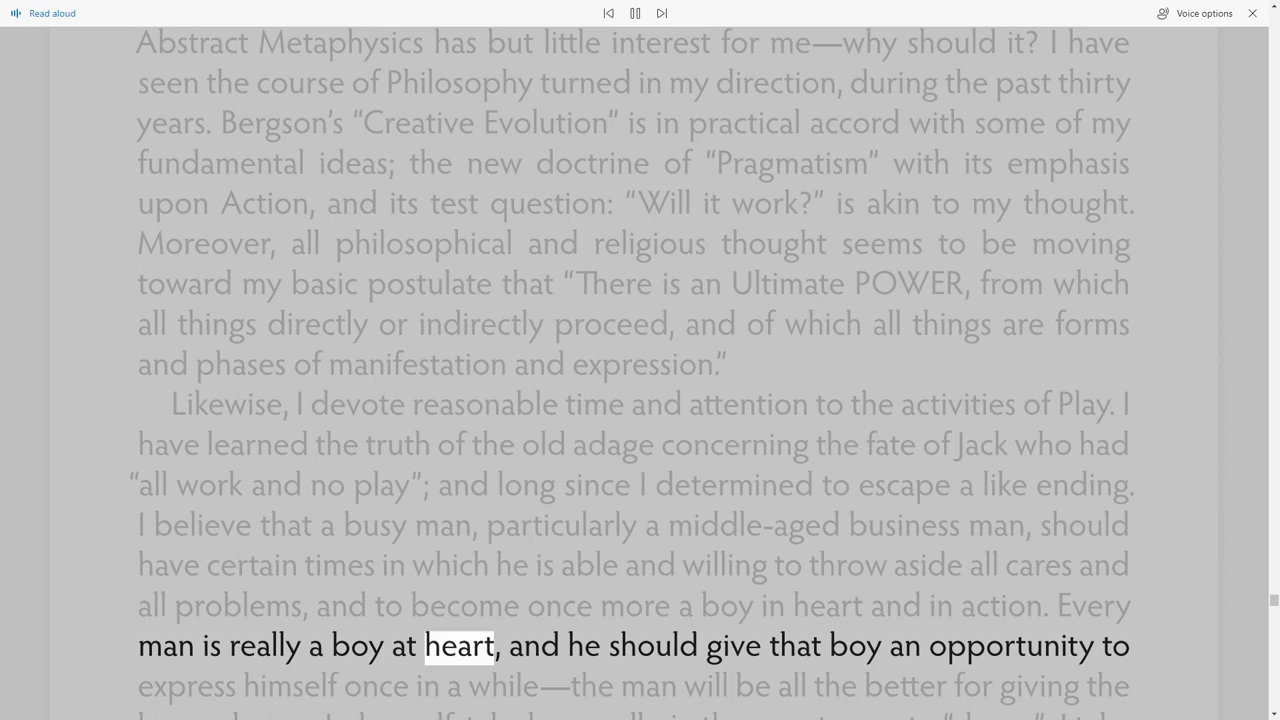 Read aloud
Voice options
Abstract Metaphysics has but little interest for me—why should it? I have
seen the course of Philosophy turned in my direction, during the past thirty
years. Bergson’s “Creative Evolution” is in practical accord with some of my
fundamental ideas; the new doctrine of “Pragmatism” with its emphasis
upon Action, and its test question: “Will it work?” is akin to my thought.
Moreover, all philosophical and religious thought seems to be moving
toward my basic postulate that “There is an Ultimate POWER, from which
all things directly or indirectly proceed, and of which all things are forms
and phases of manifestation and expression.”
Likewise, I devote reasonable time and attention to the activities of Play. I
have learned the truth of the old adage concerning the fate of Jack who had
“all work and no play”; and long since I determined to escape a like ending.
I believe that a busy man, particularly a middle-aged business man, should
have certain times in which he is able and willing to throw aside all cares and
all problems, and to become once more a boy in heart and in action. Every
man is really a boy at heart, and he should give that boy an opportunity to
express himself once in a while—the man will be all the better for giving the